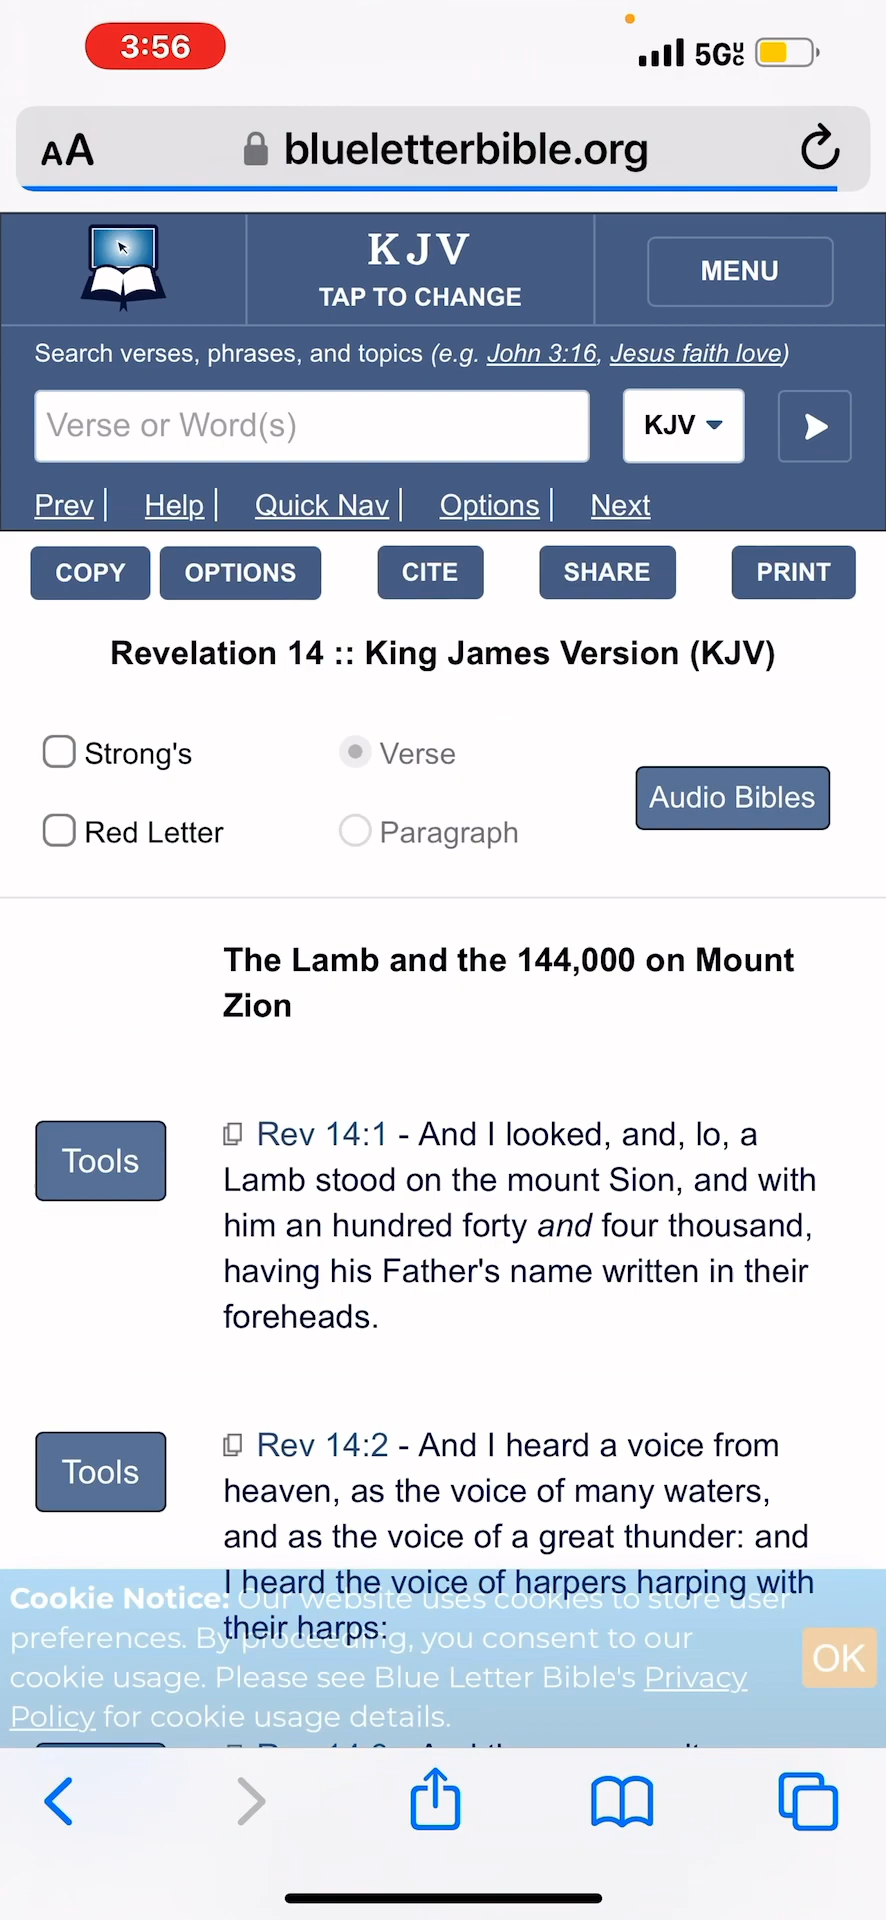 3:56
5GUC
AA
blueletterbible.org
KJV
TAP TO CHANGE
MENU
Search verses, phrases, and topics (e.g. John 3:16, Jesus faith love)
Verse or Word(s)
KJV
Prev | Help | Quick Nav | Options | Next
COPY OPTIONS CITE SHARE PRINT
Revelation 14 :: King James Version (KJV)
Strong's
Verse
Audio Bibles
Red Letter
Paragraph
The Lamb and the 144,000 on Mount
Zion
Tools
Rev 14:1 - And I looked, and, lo, a
Lamb stood on the mount Sion, and with
him an hundred forty and four thousand,
having his Father's name written in their
foreheads.
Tools
Rev 14:2 - And I heard a voice from
heaven, as the voice of many waters,
and as the voice of a great thunder: and
I heard the voice of harpers harping with
their harps:
Cookie Notice: Our website uses cookies to store user
preferences. By proceeding, you consent to our
cookie usage. Please see Blue Letter Bible's Privacy
Policy for cookie usage details.
OK